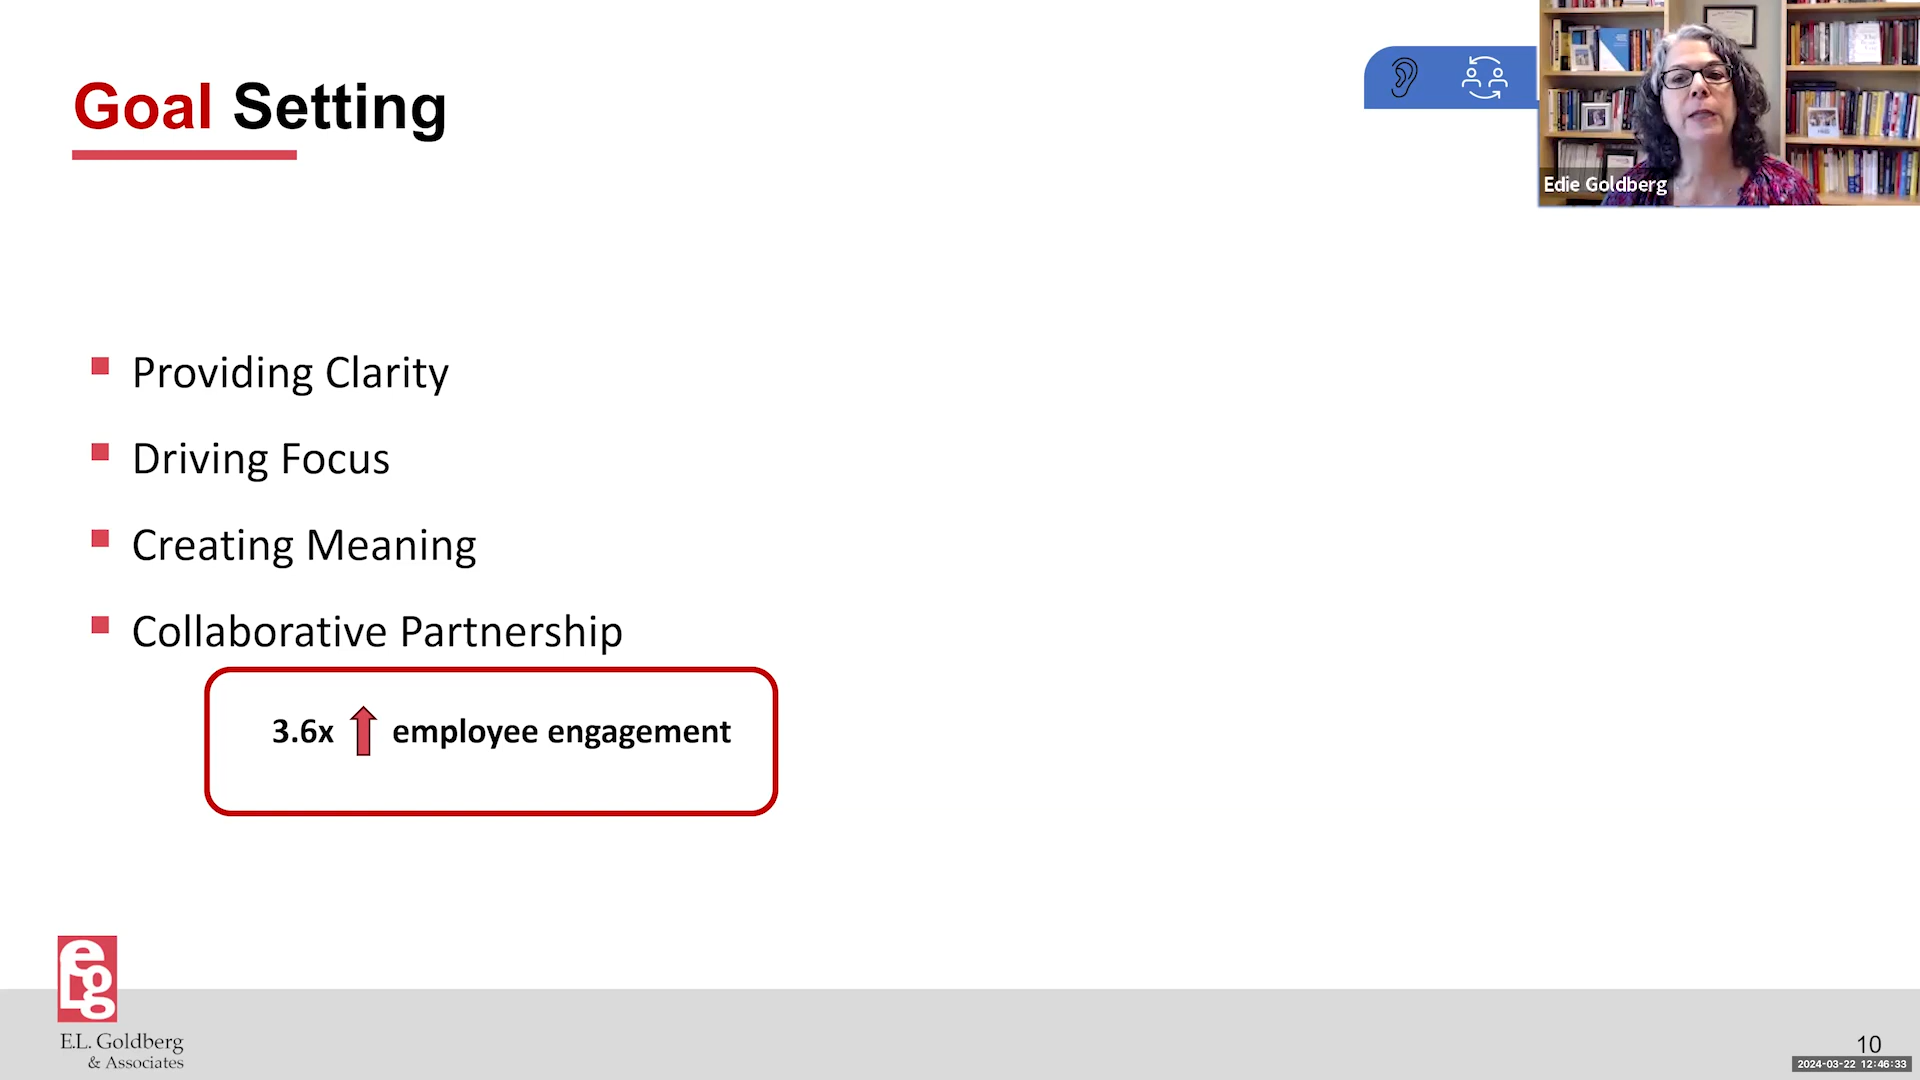 Goal Setting
Edie Goldberg
Providing Clarity
Driving Focus
Creating Meaning
Collaborative Partnership
3.6x employee engagement
elgg
E.L. Goldberg
& Associates
10
2024-03-22 12:46:33